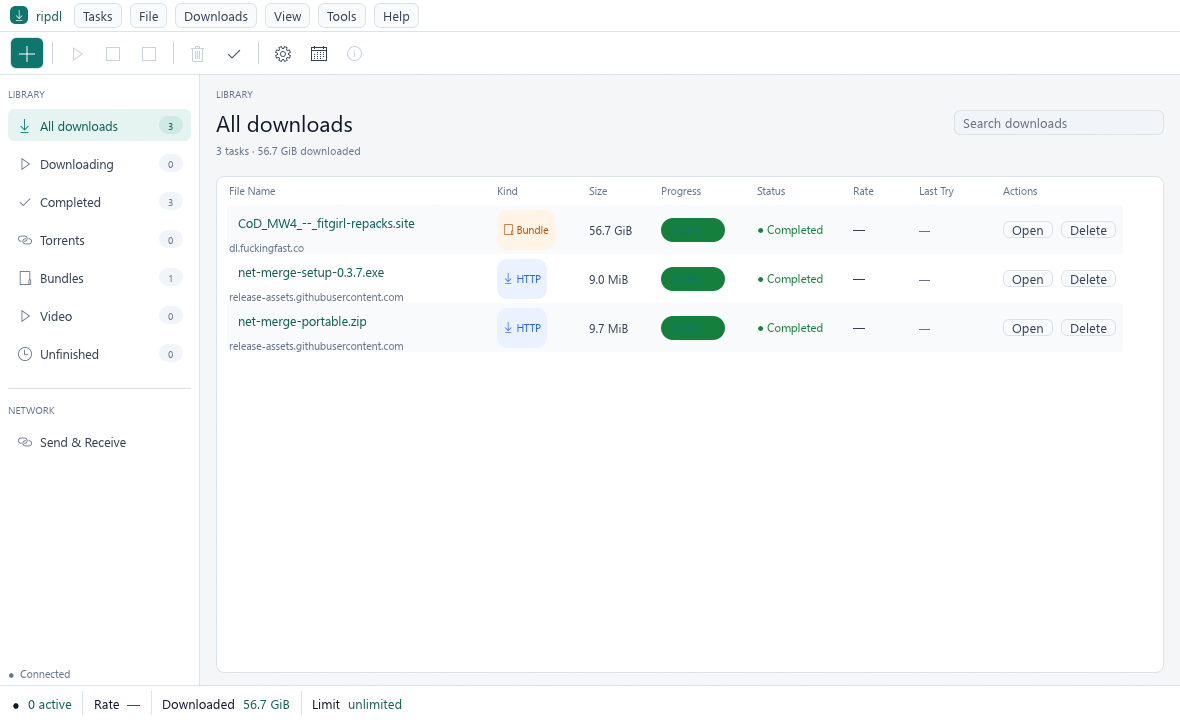 ripdl Tasks File Downloads View Tools Help
LIBRARY
All downloads 3
Downloading 0
Completed 3
Torrents 0
Bundles 1
Video 0
Unfinished 0
NETWORK
Send & Receive
Connected
LIBRARY
All downloads
Search downloads
3 tasks · 56.7 GiB downloaded
File Name Kind Size Progress Status Rate Last Try Actions
CoD_MW4_--_fitgirl-repacks.site Bundle 56.7 GiB Completed — — Open Delete
dl.fuckingfast.co
net-merge-setup-0.3.7.exe HTTP 9.0 MiB Completed — — Open Delete
release-assets.githubusercontent.com
net-merge-portable.zip HTTP 9.7 MiB Completed — — Open Delete
release-assets.githubusercontent.com
0 active Rate — Downloaded 56.7 GiB Limit unlimited